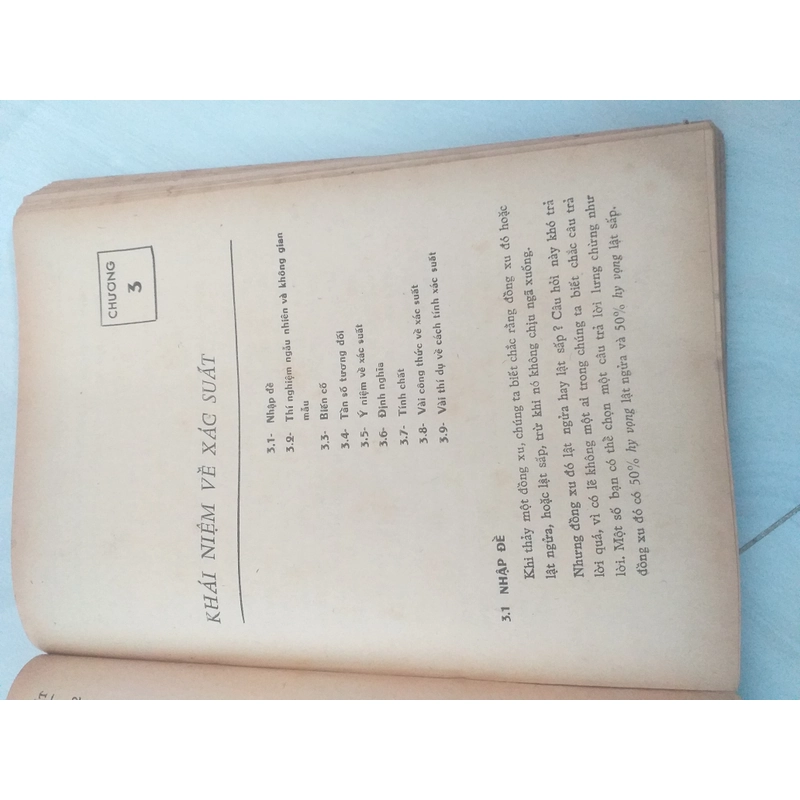 CHƯƠNG
3
KHÁI NIỆM VỀ XÁC SUẤT
3.1- Nhập đề
3.2- Thí nghiệm ngẫu nhiên và không gian
mẫu
3.3- Biến cố
3.4- Tần số tương đối
3.5- Ý niệm về xác suất
3.6- Định nghĩa
3.7- Tính chất
3.8- Vài công thức về xác suất
3.9- Vài thí dụ về cách tính xác suất
3.1 NHẬP ĐỀ
Khi thảy một đồng xu, chúng ta biết chắc rằng đồng xu đó hoặc
lật ngửa, hoặc lật sấp, trừ khi nó không chịu ngã xuống.
Nhưng đồng xu đó lật ngửa hay lật sấp ? Câu hỏi này khó trả
lời quá, vì có lẽ không một ai trong chúng ta biết chắc câu trả
lời. Một số bạn có thể chọn một câu trả lời lưng chừng như
đồng xu đó có 50% hy vọng lật ngửa và 50% hy vọng lật sấp.